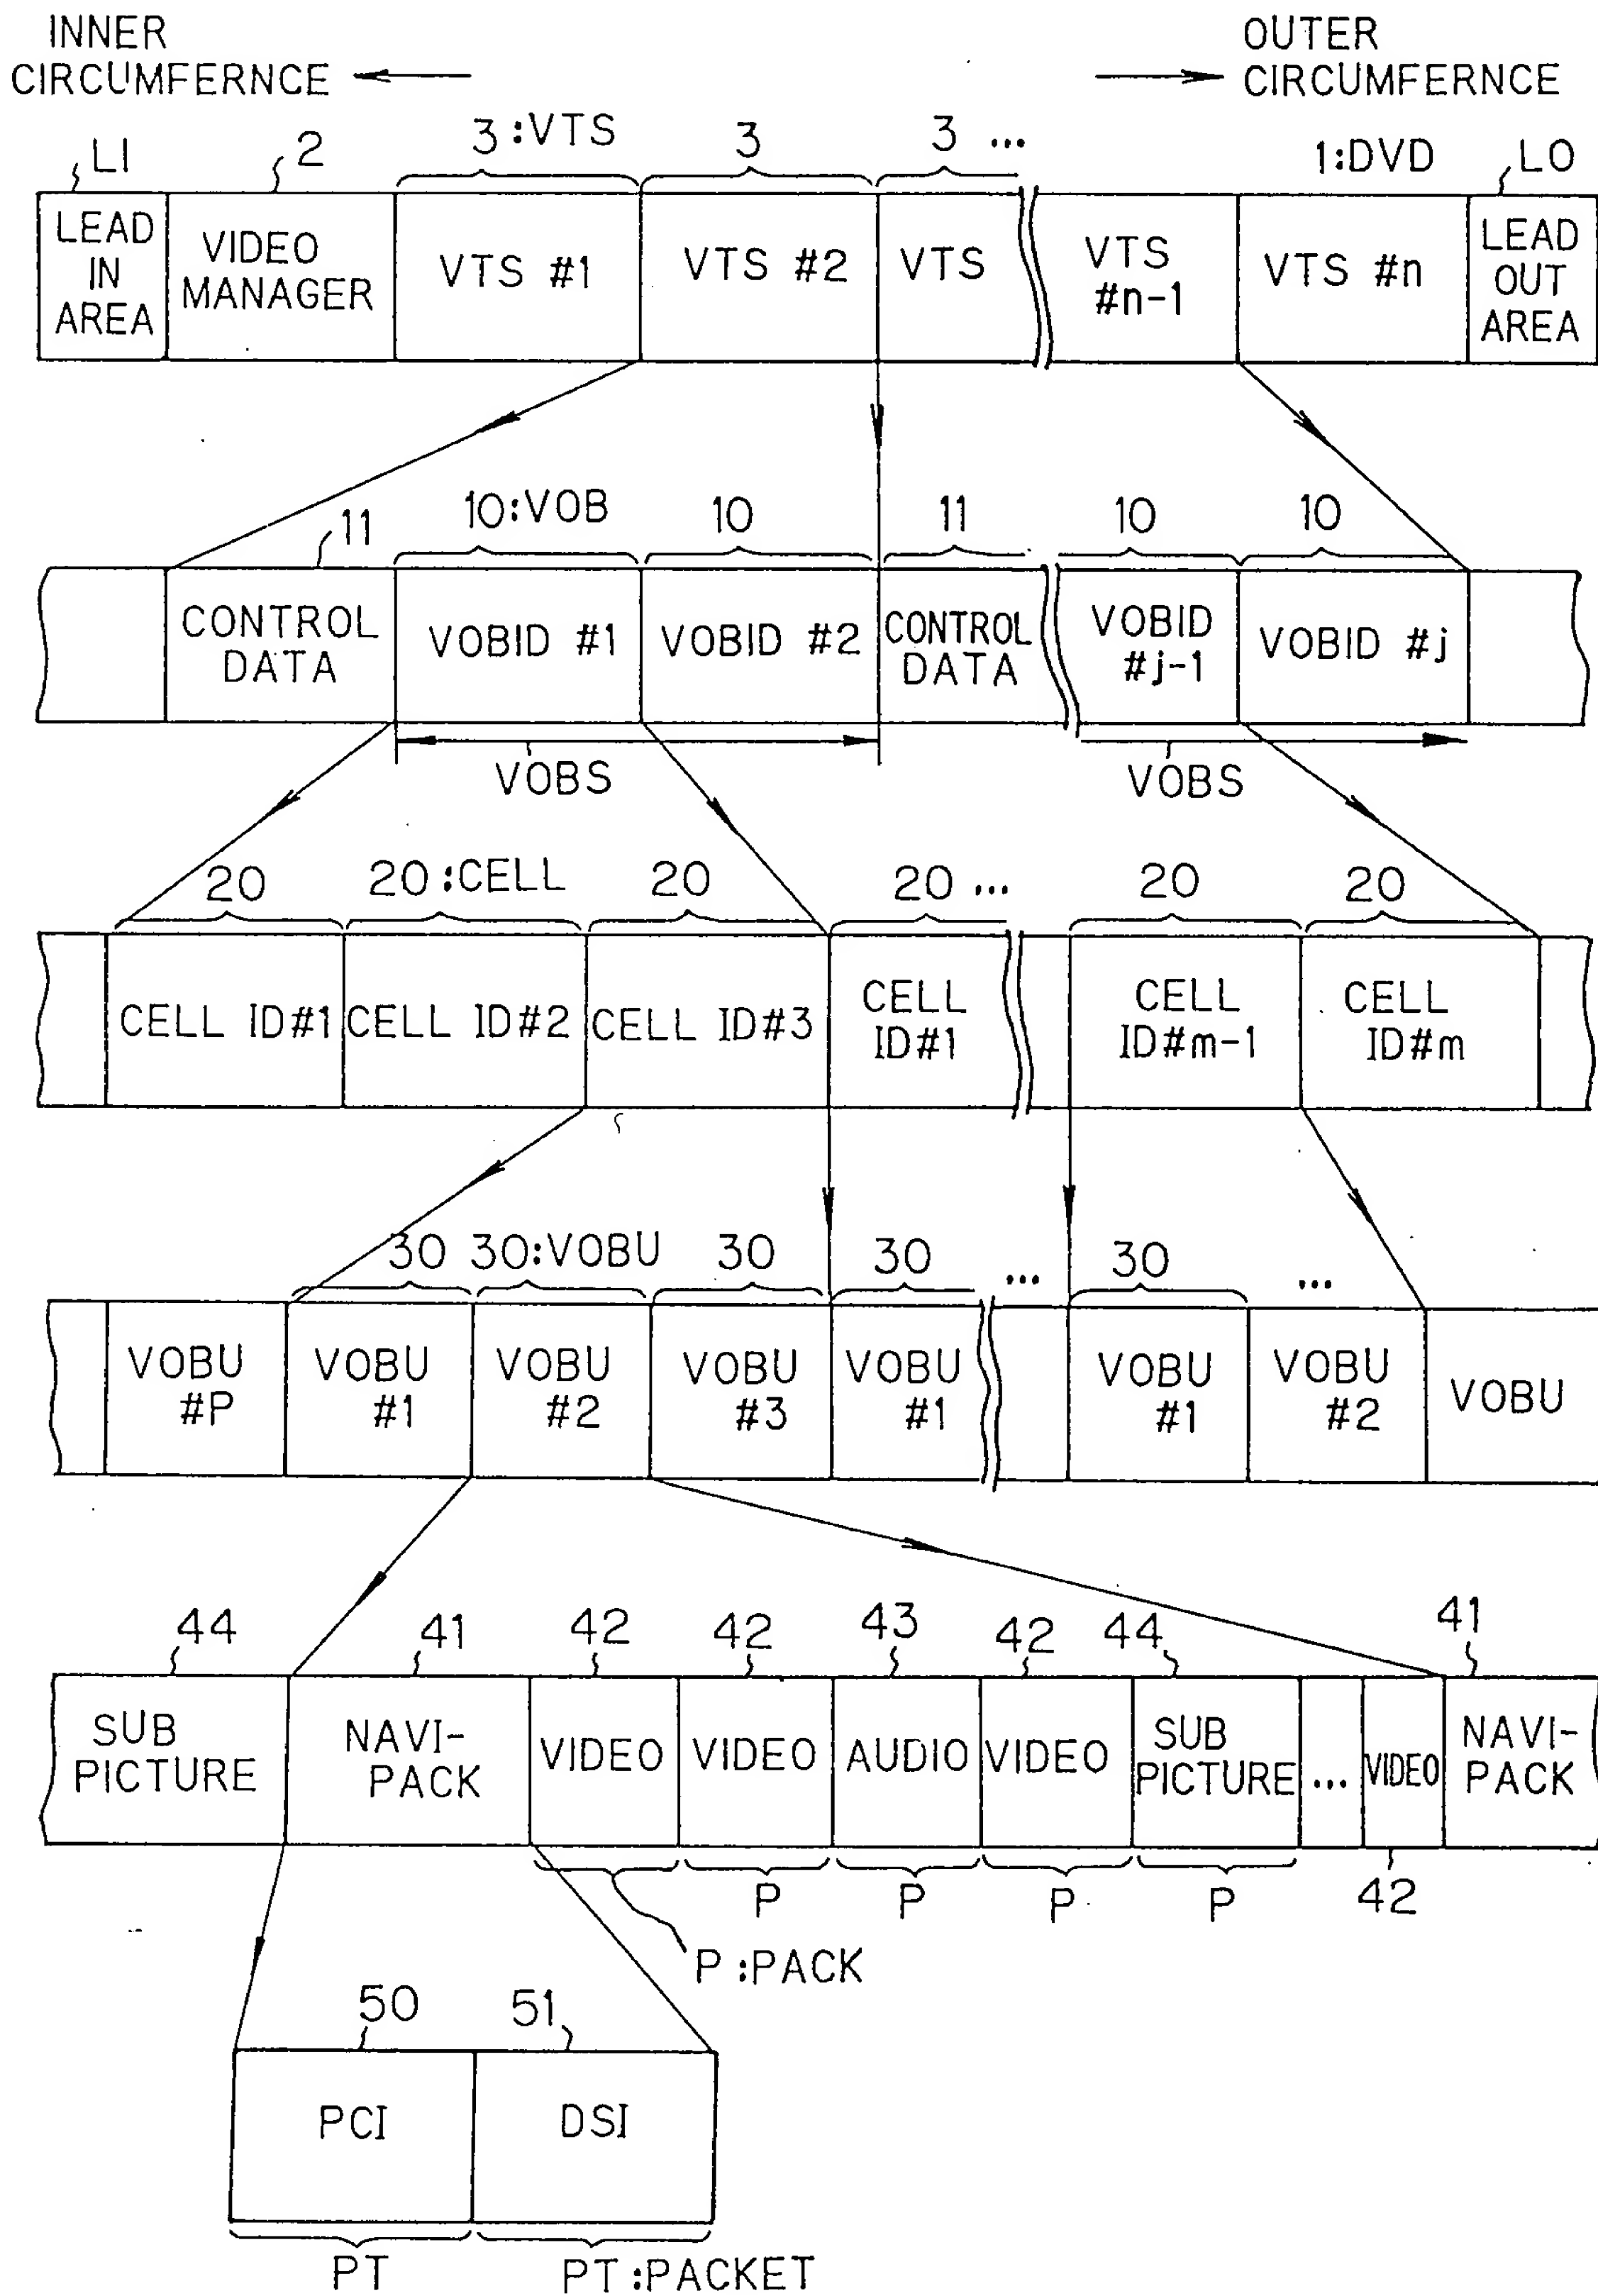 INNER
CIRCUMFERNCE
OUTER
CIRCUMFERNCE
LI
2
3:VTS
3
3 ...
1:DVD
LO
LEAD
IN
AREA
VIDEO
MANAGER
VTS #1
VTS #2
VTS
VTS
#n-1
VTS #n
LEAD
OUT
AREA
11
10:VOB
10
11
10
10
CONTROL
DATA
VOBID #1
VOBID #2
CONTROL
DATA
VOBID
#j-1
VOBID #j
VOBS
VOBS
20
20:CELL
20
20 ...
20
20
CELL ID#1
CELL ID#2
CELL ID#3
CELL
ID#1
CELL
ID#m-1
CELL
ID#m
30
30:VOBU
30
30
...
30
...
VOBU
#P
VOBU
#1
VOBU
#2
VOBU
#3
VOBU
#1
VOBU
#1
VOBU
#2
VOBU
44
41
42
42
43
42
44
41
SUB
PICTURE
NAVI-
PACK
VIDEO
VIDEO
AUDIO
VIDEO
SUB
PICTURE
...
VIDEO
NAVI-
PACK
P
P
P
P
42
P:PACK
50
51
PCI
DSI
PT
PT:PACKET